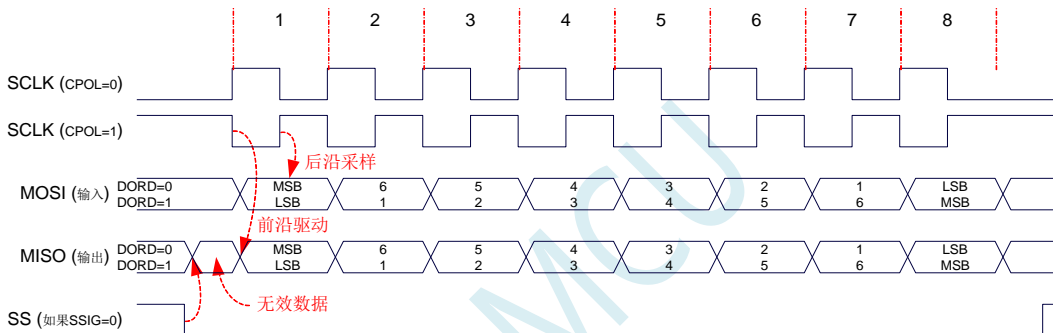 1 2 3 4 5 6 7 8
SCLK (CPOL=0)
SCLK (CPOL=1)
后沿采样
MOSI (输入) DORD=0 MSB 6 5 4 3 2 1 LSB
DORD=1 LSB 1 2 3 4 5 6 MSB
前沿驱动
MISO (输出) DORD=0 MSB 6 5 4 3 2 1 LSB
DORD=1 LSB 1 2 3 4 5 6 MSB
无效数据
SS (如果SSIG=0)
MCU